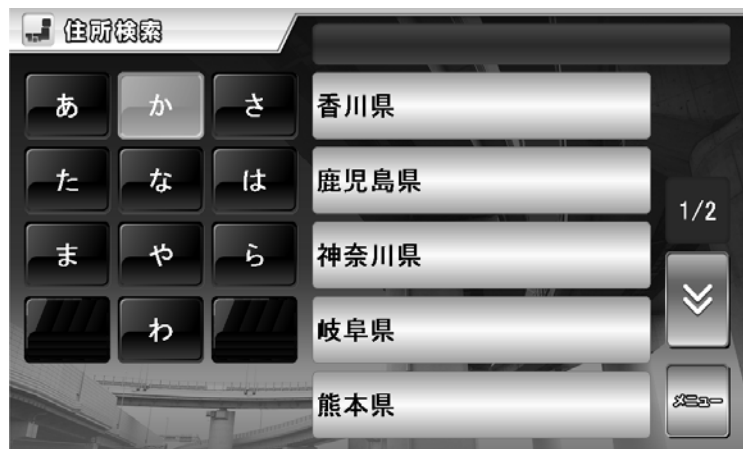 住所検索
あ か さ
た な は
ま や ら
わ
香川県
鹿児島県
神奈川県
岐阜県
熊本県
1/2
メニュー